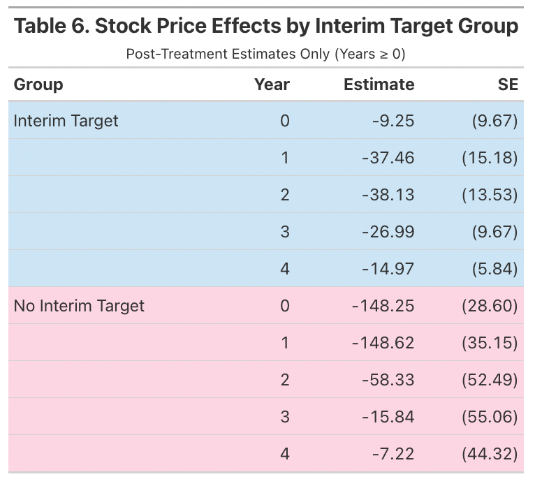 Table 6. Stock Price Effects by Interim Target Group
Post-Treatment Estimates Only (Years ≥ 0)
Group Year Estimate SE
Interim Target 0 -9.25 (9.67)
1 -37.46 (15.18)
2 -38.13 (13.53)
3 -26.99 (9.67)
4 -14.97 (5.84)
No Interim Target 0 -148.25 (28.60)
1 -148.62 (35.15)
2 -58.33 (52.49)
3 -15.84 (55.06)
4 -7.22 (44.32)